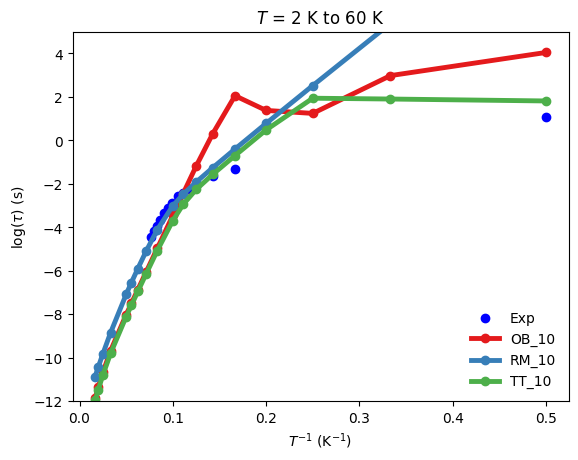 T = 2 K to 60 K
log(τ) (s)
4
2
0
−2
−4
−6
−8
−10
−12
Exp
OB_10
RM_10
TT_10
0.0 0.1 0.2 0.3 0.4 0.5
T⁻¹ (K⁻¹)